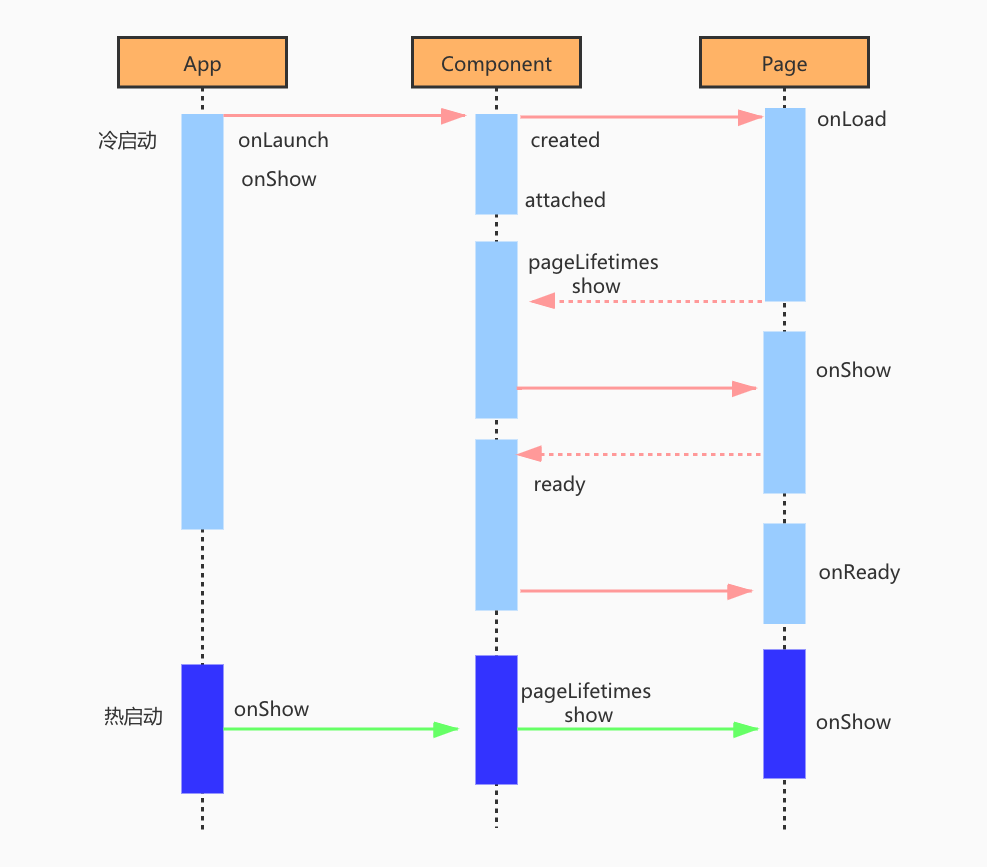 App
Component
Page
冷启动
onLaunch
onShow
created
attached
onLoad
pageLifetimes
show
onShow
ready
onReady
热启动
onShow
pageLifetimes
show
onShow